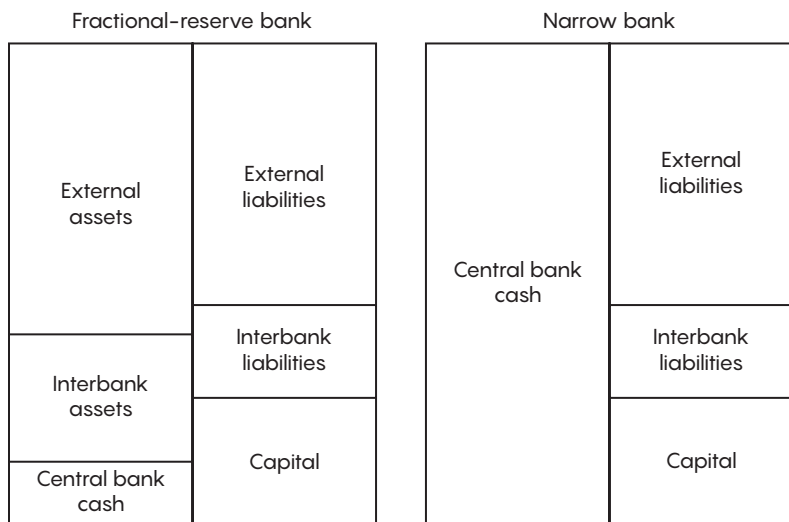 Fractional-reserve bank
External
assets
Interbank
assets
Central bank
cash
External
liabilities
Interbank
liabilities
Capital
Narrow bank
Central bank
cash
External
liabilities
Interbank
liabilities
Capital